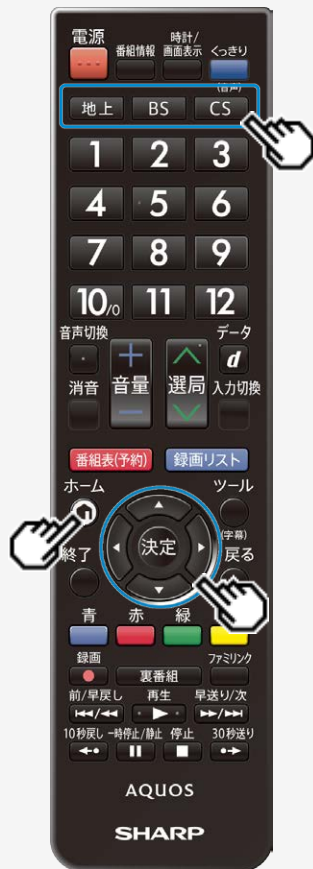 電源
番組情報 時計/画面表示 くっきり
(音声)
地上 BS CS
1 2 3
4 5 6
7 8 9
10/0 11 12
音声切換 データ
+ d
消音 音量 選局 入力切換
−
番組表(予約) 録画リスト
ホーム ツール
(字幕)
終了 決定 戻る
青 赤 緑
録画 裏番組 ファミリンク
前/早戻し 再生 早送り/次
10秒戻し 一時停止/静止 停止 30秒送り
AQUOS
SHARP